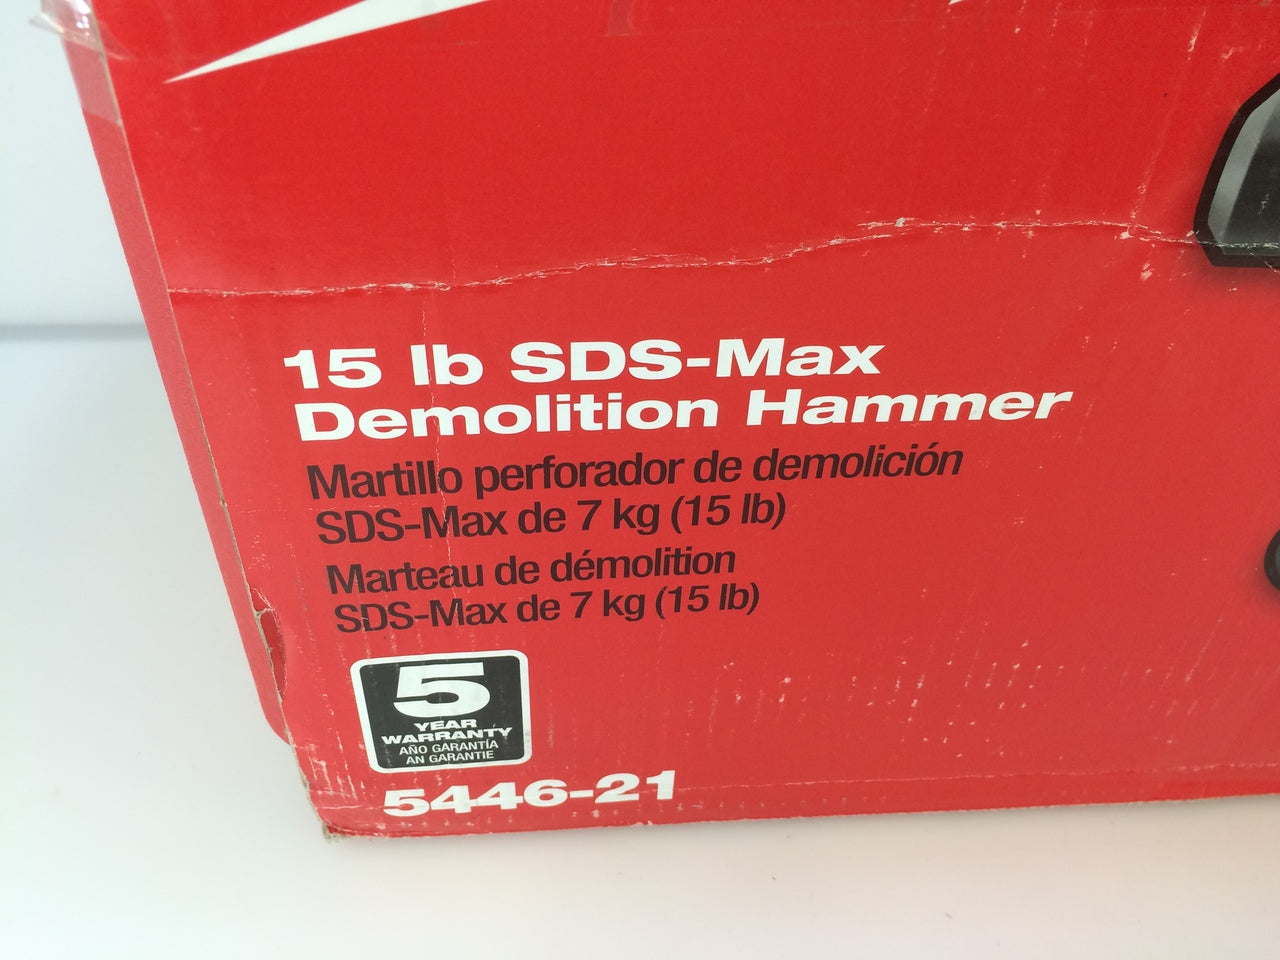 15 lb SDS-Max
Demolition Hammer
Martillo perforador de demolición
SDS-Max de 7 kg (15 lb)
Marteau de démolition
SDS-Max de 7 kg (15 lb)
5
YEAR
WARRANTY
AÑO GARANTÍA
AN GARANTIE
5446-21